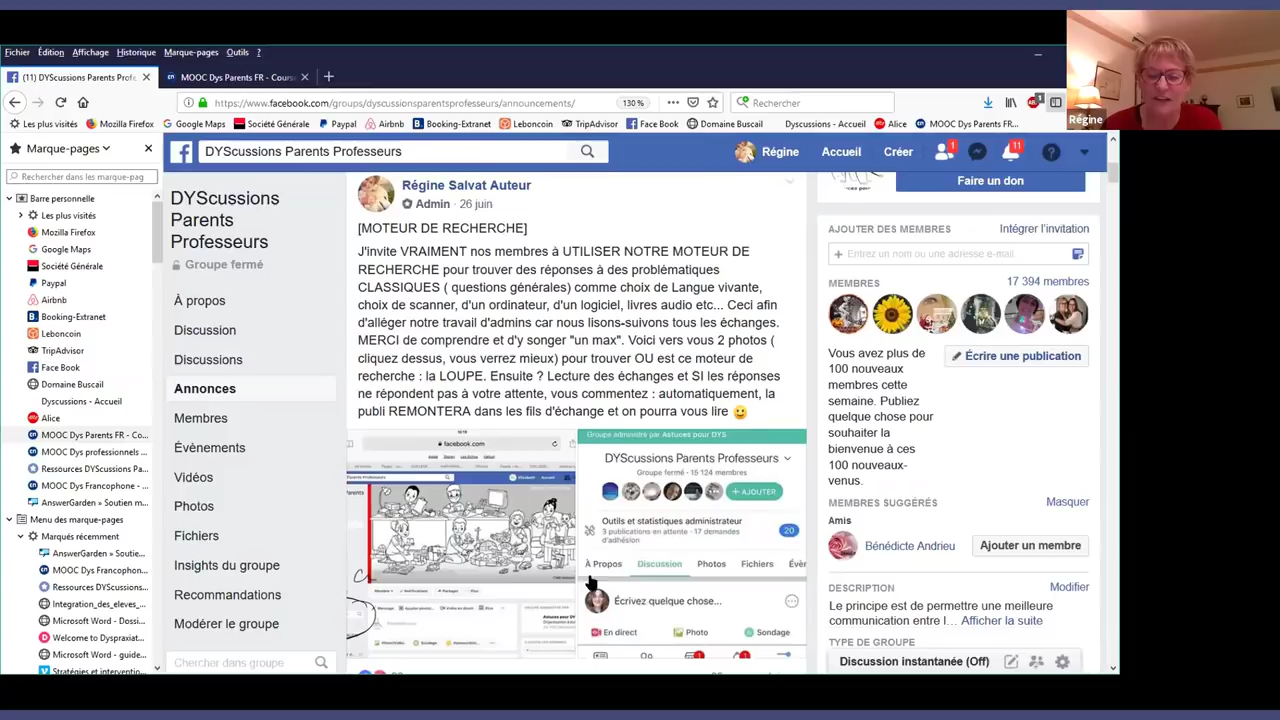 Fichier Édition Affichage Historique Marque-pages Outils ?
(11) DYScussions Parents Profe
MOOC Dys Parents FR - Cours
https://www.facebook.com/groups/dyscussionsparentsprofesseurs/announcements/
130 %
Rechercher
Les plus visités Mozilla Firefox Google Maps Société Générale Paypal Airbnb Booking-Extranet Leboncoin TripAdvisor Face Book Domaine Buscail Dyscussions - Accueil Alice MOOC Dys Parents FR...
Régine
Marque-pages
Rechercher dans les marque-pag
Barre personnelle
Les plus visités
Mozilla Firefox
Google Maps
Société Générale
Paypal
Airbnb
Booking-Extranet
Leboncoin
TripAdvisor
Face Book
Domaine Buscail
Dyscussions - Accueil
Alice
MOOC Dys Parents FR - Co...
MOOC Dys professionnels ...
Ressources DYScussions Pa...
MOOC Dys Francophone - ...
AnswerGarden » Soutien m...
Menu des marque-pages
Marqués récemment
AnswerGarden » Soutie...
MOOC Dys Francophon...
Ressources DYScussions...
Integration_des_eleves_...
Microsoft Word - Dossi...
Welcome to Dyspraxiat...
Microsoft Word - guide...
Stratégies et interventio...
DYScussions Parents Professeurs
Régine
Accueil
Créer
1
11
DYScussions
Parents
Professeurs
Groupe fermé
À propos
Discussion
Discussions
Annonces
Membres
Évènements
Vidéos
Photos
Fichiers
Insights du groupe
Recommandations
Modérer le groupe
Chercher dans groupe
Régine Salvat Auteur
Admin · 26 juin
[MOTEUR DE RECHERCHE]
J'invite VRAIMENT nos membres à UTILISER NOTRE MOTEUR DE
RECHERCHE pour trouver des réponses à des problématiques
CLASSIQUES ( questions générales) comme choix de Langue vivante,
choix de scanner, d'un ordinateur, d'un logiciel, livres audio etc... Ceci afin
d'alléger notre travail d'admins car nous lisons-suivons tous les échanges.
MERCI de comprendre et d'y songer "un max". Voici vers vous 2 photos (
cliquez dessus, vous verrez mieux) pour trouver OU est ce moteur de
recherche : la LOUPE. Ensuite ? Lecture des échanges et SI les réponses
ne répondent pas à votre attente, vous commentez : automatiquement, la
publi REMONTERA dans les fils d'échange et on pourra vous lire
facebook.com
Groupe administré par Astuces pour DYS
DYScussions Parents Professeurs
Groupe fermé · 15 124 membres
+ AJOUTER
Outils et statistiques administrateur
3 publications en attente · 17 demandes
d'adhésion
20
À Propos Discussion Photos Fichiers Évèr
Écrivez quelque chose...
En direct Photo Sondage
Faire un don
AJOUTER DES MEMBRES
Intégrer l'invitation
+ Entrez un nom ou une adresse e-mail.
MEMBRES
17 394 membres
Vous avez plus de
100 nouveaux
membres cette
semaine. Publiez
quelque chose pour
souhaiter la
bienvenue à ces
100 nouveaux-
venus.
Écrire une publication
MEMBRES SUGGÉRÉS
Masquer
Amis
Bénédicte Andrieu
Ajouter un membre
DESCRIPTION
Modifier
Le principe est de permettre une meilleure
communication entre l... Afficher la suite
TYPE DE GROUPE
Discussion instantanée (Off)